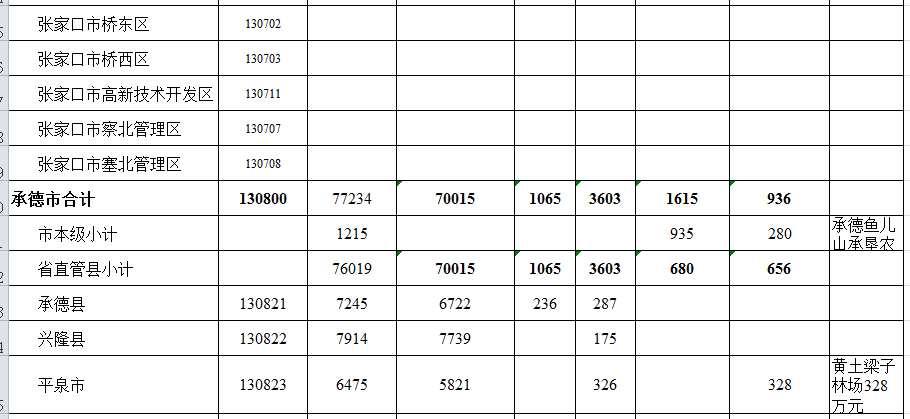 张家口市桥东区 130702
张家口市桥西区 130703
张家口市高新技术开发区 130711
张家口市察北管理区 130707
张家口市塞北管理区 130708
承德市合计 130800 77234 70015 1065 3603 1615 936
市本级小计 1215 935 280 承德鱼儿
山承垦农
省直管县小计 76019 70015 1065 3603 680 656
承德县 130821 7245 6722 236 287
兴隆县 130822 7914 7739 175
平泉市 130823 6475 5821 326 328 黄土梁子
林场328
万元